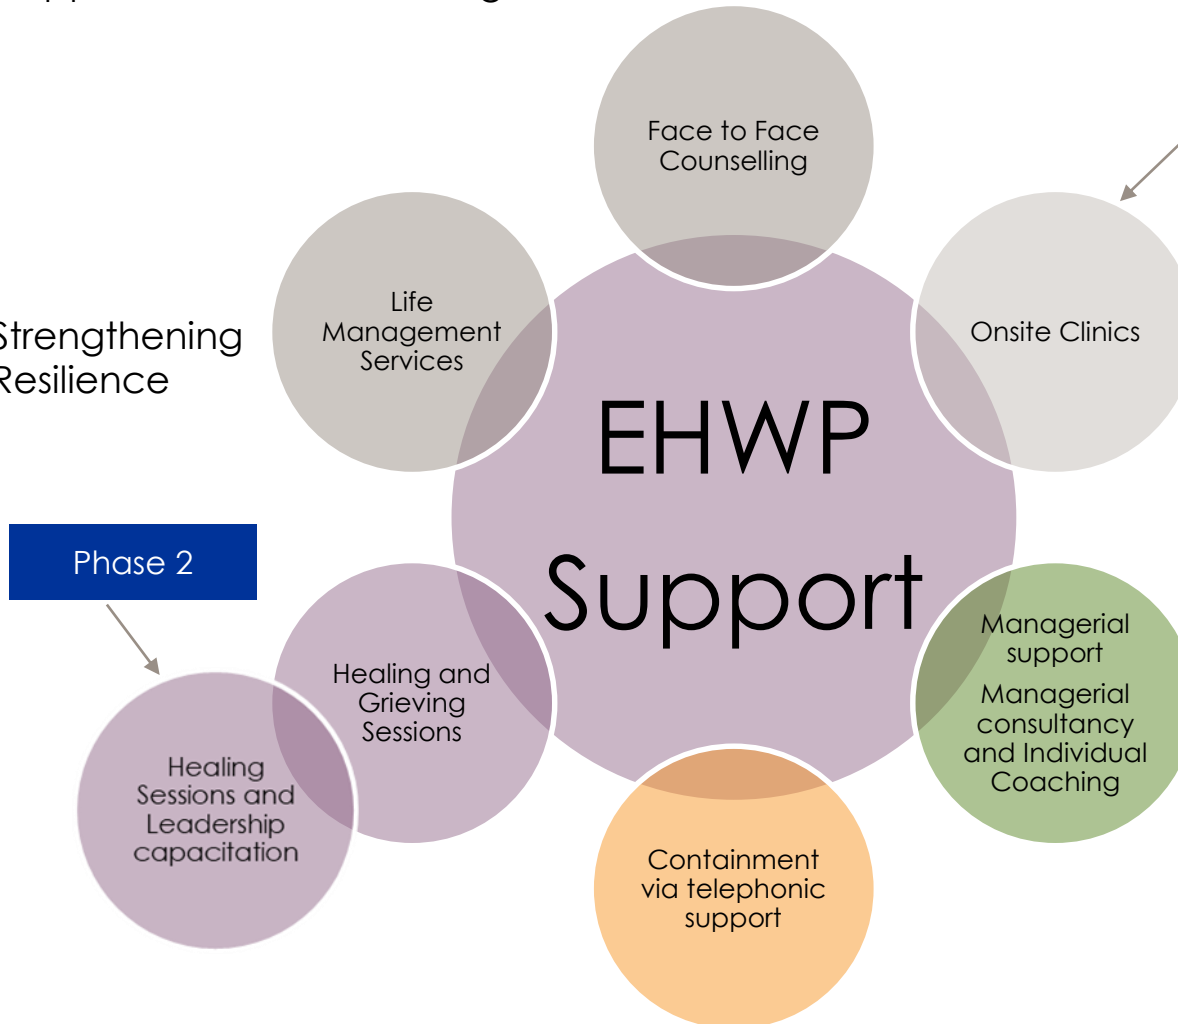 Face to Face
Counselling
Life
Management
Services
Onsite Clinics
Strengthening
Resilience
EHWP
Support
Phase 2
Managerial
support
Managerial
consultancy
and Individual
Coaching
Healing and
Grieving
Sessions
Healing
Sessions and
Leadership
capacitation
Containment
via telephonic
support